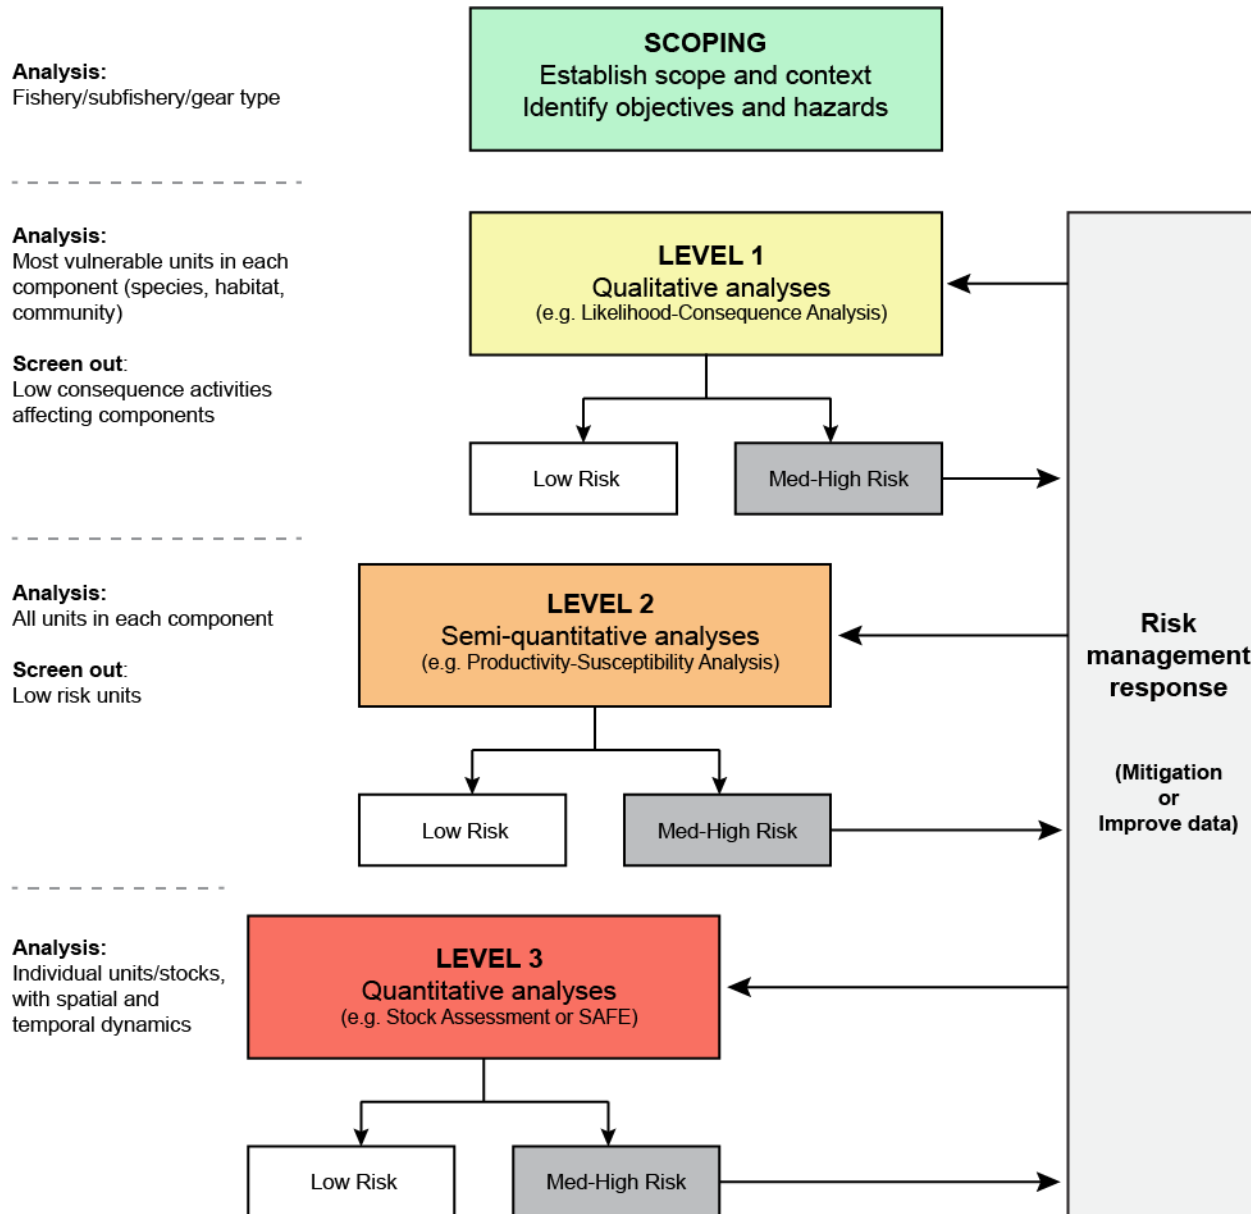 SCOPING
Establish scope and context
Identify objectives and hazards
Analysis:
Fishery/subfishery/gear type
Analysis:
Most vulnerable units in each
component (species, habitat,
community)
Screen out:
Low consequence activities
affecting components
LEVEL 1
Qualitative analyses
(e.g. Likelihood-Consequence Analysis)
Low Risk
Med-High Risk
Analysis:
All units in each component
Screen out:
Low risk units
LEVEL 2
Semi-quantitative analyses
(e.g. Productivity-Susceptibility Analysis)
Low Risk
Med-High Risk
Risk
management
response
(Mitigation
or
Improve data)
Analysis:
Individual units/stocks,
with spatial and
temporal dynamics
LEVEL 3
Quantitative analyses
(e.g. Stock Assessment or SAFE)
Low Risk
Med-High Risk